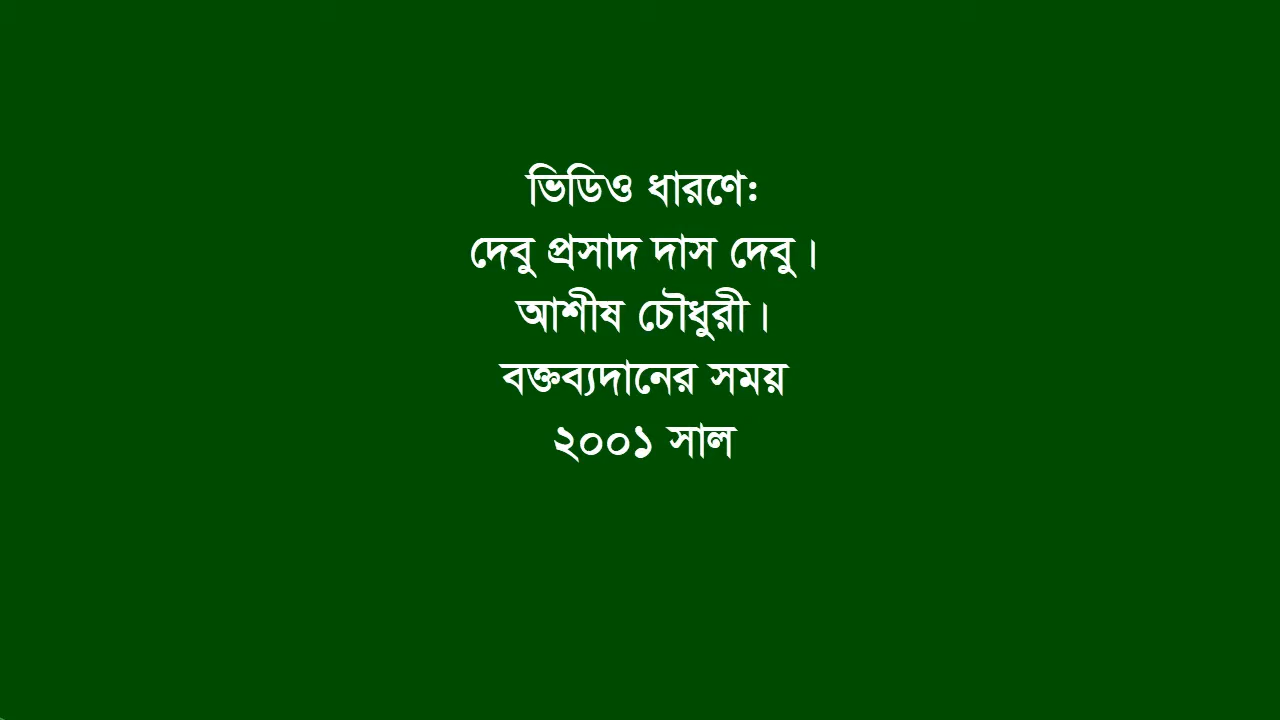 ভিডিও ধারণে:
দেবু প্রসাদ দাস দেবু।
আশীষ চৌধুরী।
বক্তব্যদানের সময়
২০০১ সাল